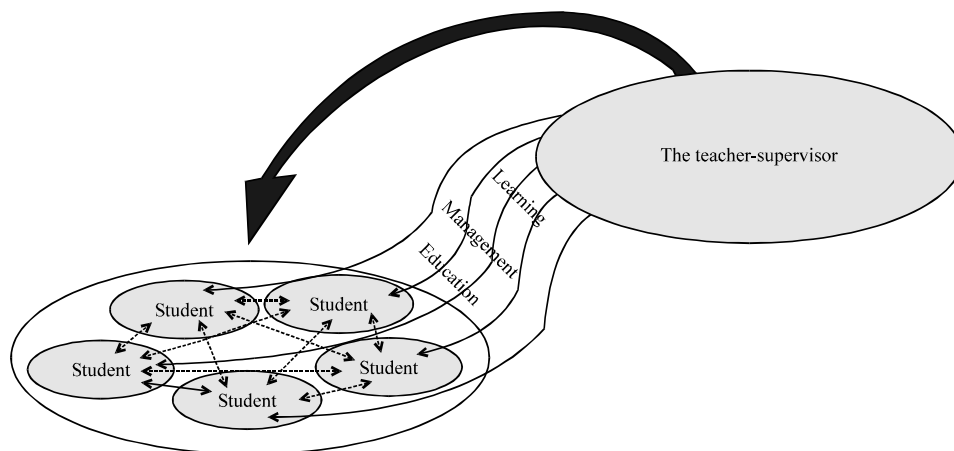 The teacher-supervisor
Learning
Management
Education
Student
Student
Student
Student
Student